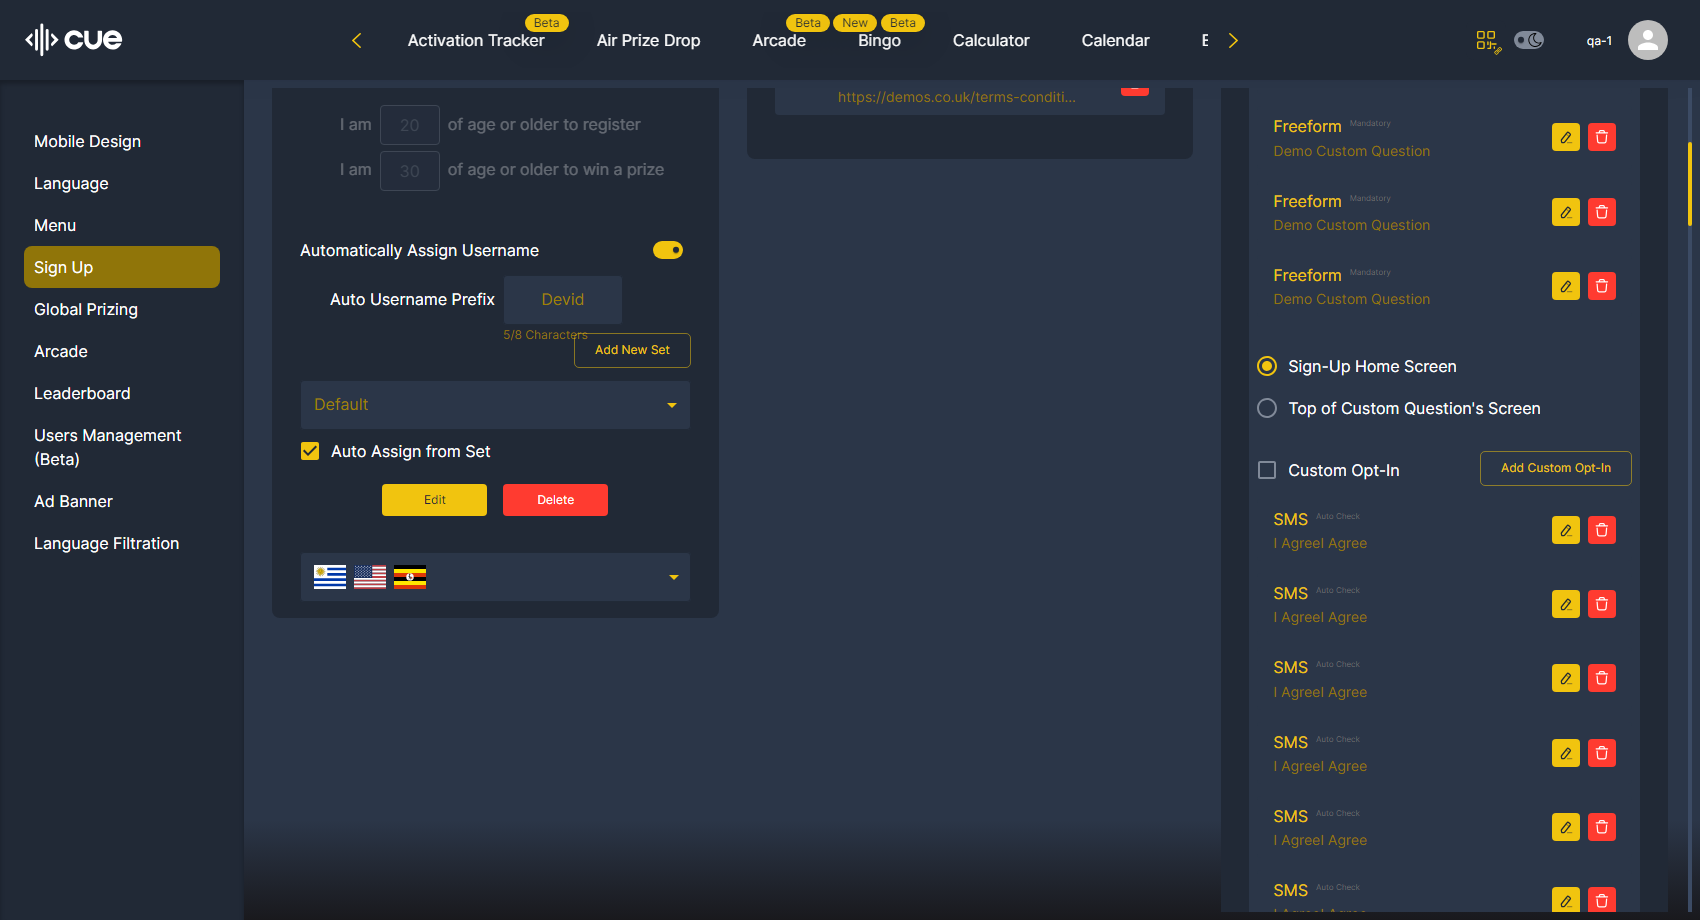 cue
Activation Tracker
Beta
Air Prize Drop
Arcade
Beta
New
Bingo
Beta
Calculator
Calendar
qa-1
Mobile Design
Language
Menu
Sign Up
Global Prizing
Arcade
Leaderboard
Users Management
(Beta)
Ad Banner
Language Filtration
I am 20 of age or older to register
I am 30 of age or older to win a prize
Automatically Assign Username
Auto Username Prefix Devid
5/8 Characters
Add New Set
Default
Auto Assign from Set
Edit
Delete
https://demos.co.uk/terms-conditi...
Freeform Mandatory
Demo Custom Question
Freeform Mandatory
Demo Custom Question
Freeform Mandatory
Demo Custom Question
Sign-Up Home Screen
Top of Custom Question's Screen
Custom Opt-In
Add Custom Opt-In
SMS Auto Check
I AgreeI Agree
SMS Auto Check
I AgreeI Agree
SMS Auto Check
I AgreeI Agree
SMS Auto Check
I AgreeI Agree
SMS Auto Check
I AgreeI Agree
SMS Auto Check